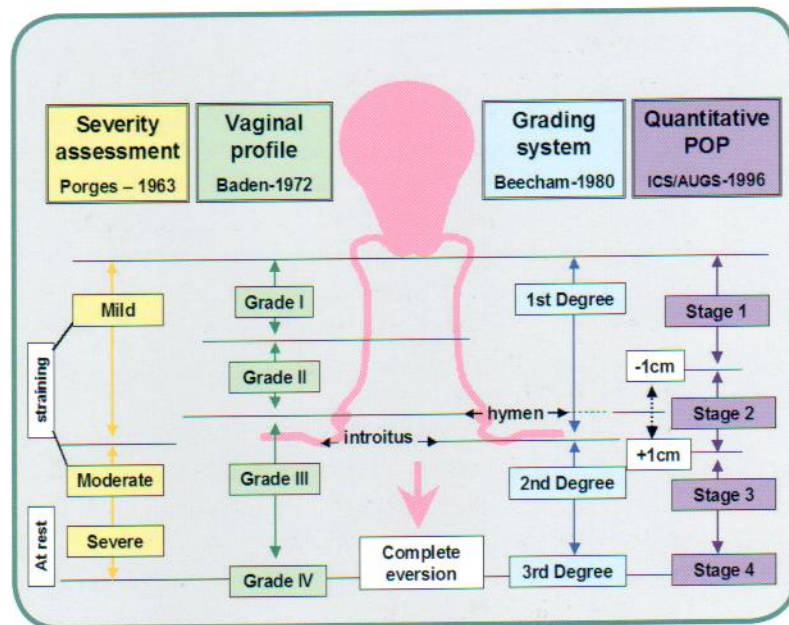 Severity
assessment
Porges – 1963
Vaginal
profile
Baden-1972
Grading
system
Beecham-1980
Quantitative
POP
ICS/AUGS-1996
Mild
Grade I
1st Degree
Stage 1
straining
Grade II
-1cm
hymen
Stage 2
introitus
+1cm
Moderate
Grade III
2nd Degree
Stage 3
At rest
Severe
Complete
eversion
Grade IV
3rd Degree
Stage 4